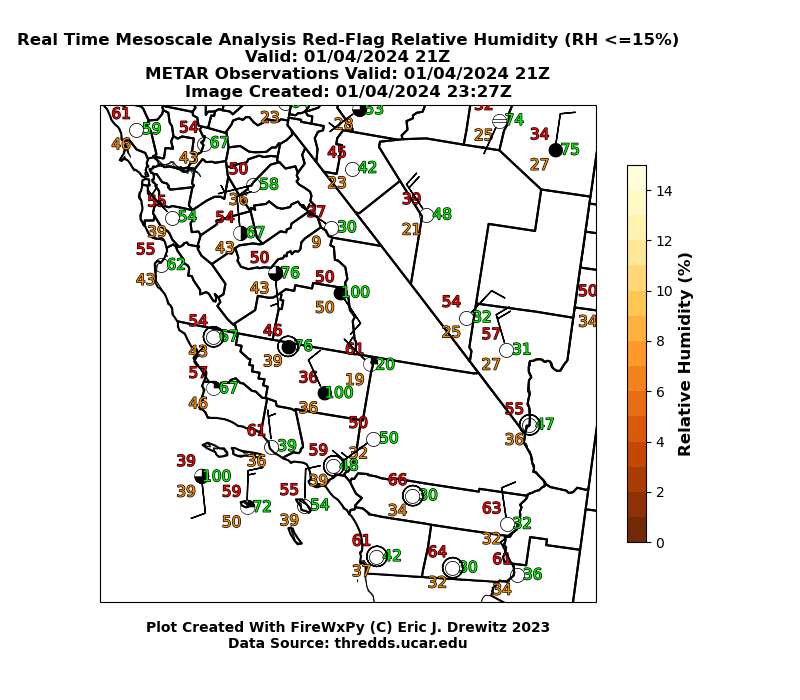 Real Time Mesoscale Analysis Red-Flag Relative Humidity (RH <=15%)
Valid: 01/04/2024 21Z
METAR Observations Valid: 01/04/2024 21Z
Image Created: 01/04/2024 23:27Z
61 59 46
54 67 43
23
53 28
74 25
34 75 27
45 42 23
50 58 36
55 54 39
54 67 43
37 30 9
39 48 21
55 62 43
50 76 43
50 100 50
50 34
54 32 25
57 31 27
54 67 43
46 76 39
61 20 19
57 67 46
36 100 36
55 47 36
61 39 36
50 50 32
59 48 39
39 100 39
59 72 50
55 54 39
66 30 34
63 32 32
61 42 37
64 30 32
36 34
14
12
10
8
6
4
2
0
Relative Humidity (%)
Plot Created With FireWxPy (C) Eric J. Drewitz 2023
Data Source: thredds.ucar.edu